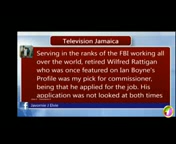 Television Jamaica
Serving in the ranks of the FBI working all
over the world, retired Wilfred Rattigan
who was once featured on Ian Boyne's
Profile was my pick for commissioner,
being that he applied for the job. His
application was not looked at both times
Jasonne J Elste